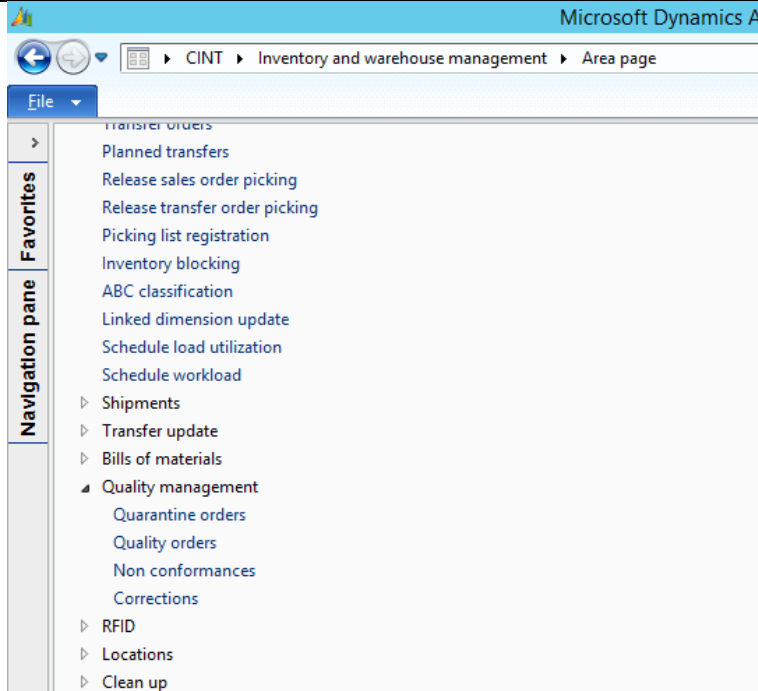 Microsoft Dynamics A
CINT Inventory and warehouse management Area page
File
Favorites
Navigation pane
Transfer orders
Planned transfers
Release sales order picking
Release transfer order picking
Picking list registration
Inventory blocking
ABC classification
Linked dimension update
Schedule load utilization
Schedule workload
Shipments
Transfer update
Bills of materials
Quality management
Quarantine orders
Quality orders
Non conformances
Corrections
RFID
Locations
Clean up